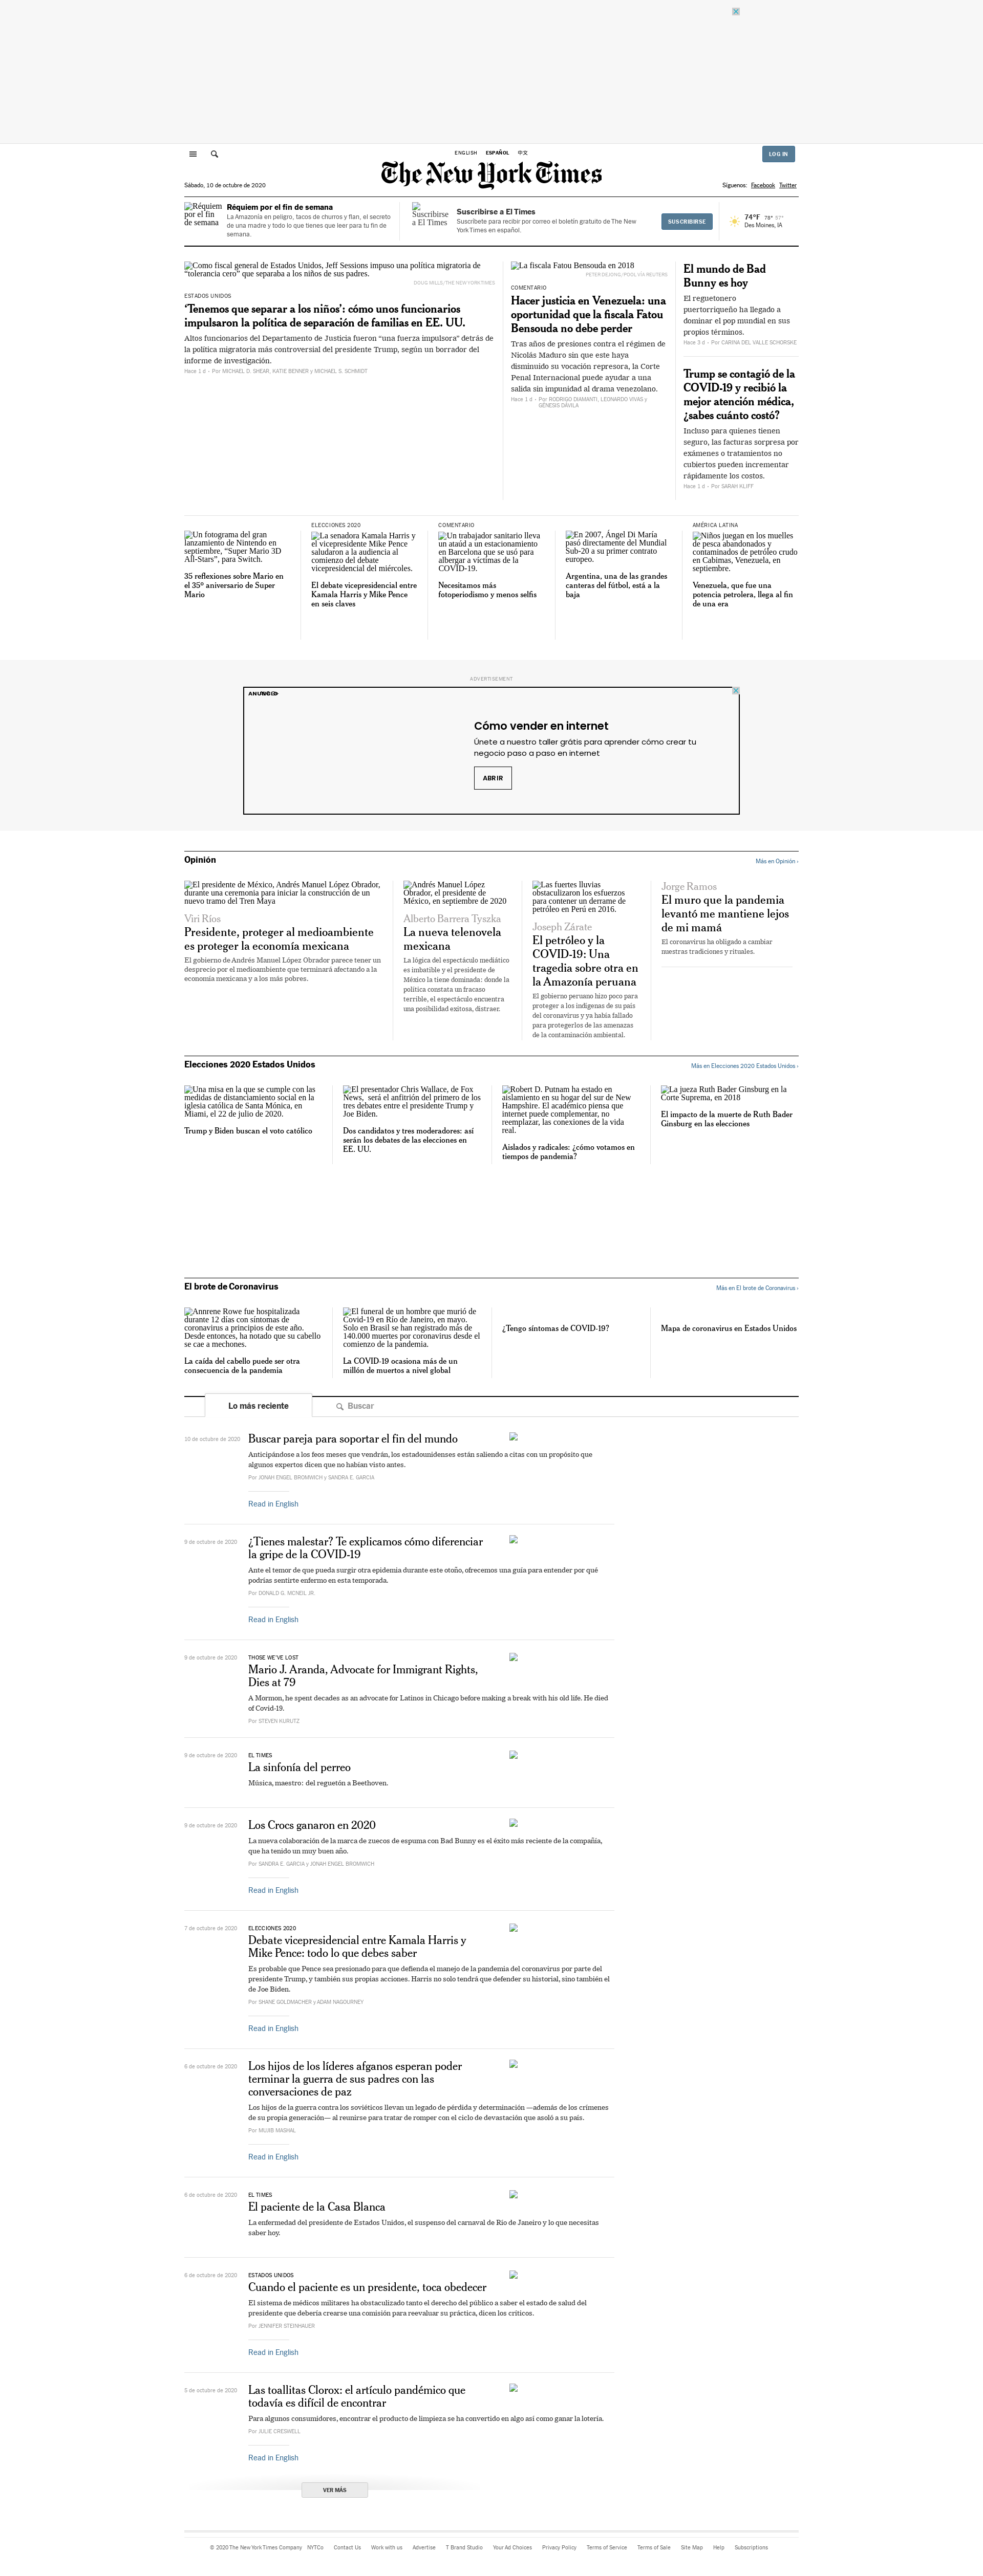 ENGLISH ESPAÑOL 中文
LOG IN
The New York Times
Sábado, 10 de octubre de 2020
Síguenos: Facebook Twitter
Réquiem por el fin de semana
Réquiem por el fin de semana
La Amazonía en peligro, tacos de churros y flan, el secreto
de una madre y todo lo que tienes que leer para tu fin de
semana.
Suscribirse a El Times
Suscribirse a El Times
Suscríbete para recibir por correo el boletín gratuito de The New
York Times en español.
SUSCRIBIRSE
74°F 78° 57°
Des Moines, IA
Como fiscal general de Estados Unidos, Jeff Sessions impuso una política migratoria de
“tolerancia cero” que separaba a los niños de sus padres.
DOUG MILLS/THE NEW YORK TIMES
ESTADOS UNIDOS
‘Tenemos que separar a los niños’: cómo unos funcionarios
impulsaron la política de separación de familias en EE. UU.
Altos funcionarios del Departamento de Justicia fueron “una fuerza impulsora” detrás de
la política migratoria más controversial del presidente Trump, según un borrador del
informe de investigación.
Hace 1 d - Por MICHAEL D. SHEAR, KATIE BENNER y MICHAEL S. SCHMIDT
La fiscala Fatou Bensouda en 2018
PETER DEJONG/POOL VÍA REUTERS
COMENTARIO
Hacer justicia en Venezuela: una
oportunidad que la fiscala Fatou
Bensouda no debe perder
Tras años de presiones contra el régimen de
Nicolás Maduro sin que este haya
disminuido su vocación represora, la Corte
Penal Internacional puede ayudar a una
salida sin impunidad al drama venezolano.
Hace 1 d - Por RODRIGO DIAMANTI, LEONARDO VIVAS y
GÉNESIS DÁVILA
El mundo de Bad
Bunny es hoy
El reguetonero
puertorriqueño ha llegado a
dominar el pop mundial en sus
propios términos.
Hace 3 d - Por CARINA DEL VALLE SCHORSKE
Trump se contagió de la
COVID-19 y recibió la
mejor atención médica,
¿sabes cuánto costó?
Incluso para quienes tienen
seguro, las facturas sorpresa por
exámenes o tratamientos no
cubiertos pueden incrementar
rápidamente los costos.
Hace 1 d - Por SARAH KLIFF
Un fotograma del gran
lanzamiento de Nintendo en
septiembre, “Super Mario 3D
All-Stars”, para Switch.
35 reflexiones sobre Mario en
el 35º aniversario de Super
Mario
ELECCIONES 2020
La senadora Kamala Harris y
el vicepresidente Mike Pence
saludaron a la audiencia al
comienzo del debate
vicepresidencial del miércoles.
El debate vicepresidencial entre
Kamala Harris y Mike Pence
en seis claves
COMENTARIO
Un trabajador sanitario lleva
un ataúd a un estacionamiento
en Barcelona que se usó para
albergar a víctimas de la
COVID-19.
Necesitamos más
fotoperiodismo y menos selfis
En 2007, Ángel Di María
pasó directamente del Mundial
Sub-20 a su primer contrato
europeo.
Argentina, una de las grandes
canteras del fútbol, está a la
baja
AMÉRICA LATINA
Niños juegan en los muelles
de pesca abandonados y
contaminados de petróleo crudo
en Cabimas, Venezuela, en
septiembre.
Venezuela, que fue una
potencia petrolera, llega al fin
de una era
ADVERTISEMENT
Cómo vender en internet
Únete a nuestro taller grátis para aprender cómo crear tu
negocio paso a paso en internet
ABRIR
Opinión
Más en Opinión ›
El presidente de México, Andrés Manuel López Obrador,
durante una ceremonia para iniciar la construcción de un
nuevo tramo del Tren Maya
Viri Ríos
Presidente, proteger al medioambiente
es proteger la economía mexicana
El gobierno de Andrés Manuel López Obrador parece tener un
desprecio por el medioambiente que terminará afectando a la
economía mexicana y a los más pobres.
Andrés Manuel López
Obrador, el presidente de
México, en septiembre de 2020
Alberto Barrera Tyszka
La nueva telenovela
mexicana
La lógica del espectáculo mediático
es imbatible y el presidente de
México la tiene dominada: donde la
política constata un fracaso
terrible, el espectáculo encuentra
una posibilidad exitosa, distraer.
Las fuertes lluvias
obstaculizaron los esfuerzos
para contener un derrame de
petróleo en Perú en 2016.
Joseph Zárate
El petróleo y la
COVID-19: Una
tragedia sobre otra en
la Amazonía peruana
El gobierno peruano hizo poco para
proteger a los indígenas de su país
del coronavirus y ya había fallado
para protegerlos de las amenazas
de la contaminación ambiental.
Jorge Ramos
El muro que la pandemia
levantó me mantiene lejos
de mi mamá
El coronavirus ha obligado a cambiar
nuestras tradiciones y rituales.
Elecciones 2020 Estados Unidos
Más en Elecciones 2020 Estados Unidos ›
Una misa en la que se cumple con las
medidas de distanciamiento social en la
iglesia católica de Santa Mónica, en
Miami, el 22 de julio de 2020.
Trump y Biden buscan el voto católico
El presentador Chris Wallace, de Fox
News, será el anfitrión del primero de los
tres debates entre el presidente Trump y
Joe Biden.
Dos candidatos y tres moderadores: así
serán los debates de las elecciones en
EE. UU.
Robert D. Putnam ha estado en
aislamiento en su hogar del sur de New
Hampshire. El académico piensa que
internet puede complementar, no
reemplazar, las conexiones de la vida
real.
Aislados y radicales: ¿cómo votamos en
tiempos de pandemia?
La jueza Ruth Bader Ginsburg en la
Corte Suprema, en 2018
El impacto de la muerte de Ruth Bader
Ginsburg en las elecciones
El brote de Coronavirus
Más en El brote de Coronavirus ›
Annrene Rowe fue hospitalizada
durante 12 días con síntomas de
coronavirus a principios de este año.
Desde entonces, ha notado que su cabello
se cae a mechones.
La caída del cabello puede ser otra
consecuencia de la pandemia
El funeral de un hombre que murió de
Covid-19 en Río de Janeiro, en mayo.
Solo en Brasil se han registrado más de
140.000 muertes por coronavirus desde el
comienzo de la pandemia.
La COVID-19 ocasiona más de un
millón de muertos a nivel global
¿Tengo síntomas de COVID-19?
Mapa de coronavirus en Estados Unidos
Lo más reciente
Buscar
10 de octubre de 2020
Buscar pareja para soportar el fin del mundo
Anticipándose a los feos meses que vendrán, los estadounidenses están saliendo a citas con un propósito que
algunos expertos dicen que no habían visto antes.
Por JONAH ENGEL BROMWICH y SANDRA E. GARCIA
Read in English
9 de octubre de 2020
¿Tienes malestar? Te explicamos cómo diferenciar
la gripe de la COVID-19
Ante el temor de que pueda surgir otra epidemia durante este otoño, ofrecemos una guía para entender por qué
podrías sentirte enfermo en esta temporada.
Por DONALD G. MCNEIL JR.
Read in English
9 de octubre de 2020
THOSE WE'VE LOST
Mario J. Aranda, Advocate for Immigrant Rights,
Dies at 79
A Mormon, he spent decades as an advocate for Latinos in Chicago before making a break with his old life. He died
of Covid-19.
Por STEVEN KURUTZ
9 de octubre de 2020
EL TIMES
La sinfonía del perreo
Música, maestro: del reguetón a Beethoven.
8 de octubre de 2020
Los Crocs ganaron en 2020
La nueva colaboración de la marca de zuecos de espuma con Bad Bunny es el éxito más reciente de la compañía,
que ha tenido un muy buen año.
Por SANDRA E. GARCIA y JONAH ENGEL BROMWICH
Read in English
7 de octubre de 2020
ELECCIONES 2020
Debate vicepresidencial entre Kamala Harris y
Mike Pence: todo lo que debes saber
Es probable que Pence sea presionado para que defienda el manejo de la pandemia del coronavirus por parte del
presidente Trump, y también sus propias acciones. Harris no solo tendrá que defender su historial, sino también el
de Joe Biden.
Por SHANE GOLDMACHER y ADAM NAGOURNEY
Read in English
6 de octubre de 2020
Los hijos de los líderes afganos esperan poder
terminar la guerra de sus padres con las
conversaciones de paz
Los hijos de la guerra contra los soviéticos llevan un legado de pérdida y determinación —además de los crímenes
de su propia generación— al reunirse para tratar de romper con el ciclo de devastación que asoló a su país.
Por MUJIB MASHAL
Read in English
6 de octubre de 2020
EL TIMES
El paciente de la Casa Blanca
La enfermedad del presidente de Estados Unidos, el suspenso del carnaval de Río de Janeiro y lo que necesitas
saber hoy.
6 de octubre de 2020
ESTADOS UNIDOS
Cuando el paciente es un presidente, toca obedecer
El sistema de médicos militares ha obstaculizado tanto el derecho del público a saber el estado de salud del
presidente que debería crearse una comisión para reevaluar su práctica, dicen los críticos.
Por JENNIFER STEINHAUER
Read in English
5 de octubre de 2020
Las toallitas Clorox: el artículo pandémico que
todavía es difícil de encontrar
Para algunos consumidores, encontrar el producto de limpieza se ha convertido en algo así como ganar la lotería.
Por JULIE CRESWELL
Read in English
VER MÁS
© 2020 The New York Times Company NYTCo Contact Us Work with us Advertise T Brand Studio Your Ad Choices Privacy Policy Terms of Service Terms of Sale Site Map Help Subscriptions